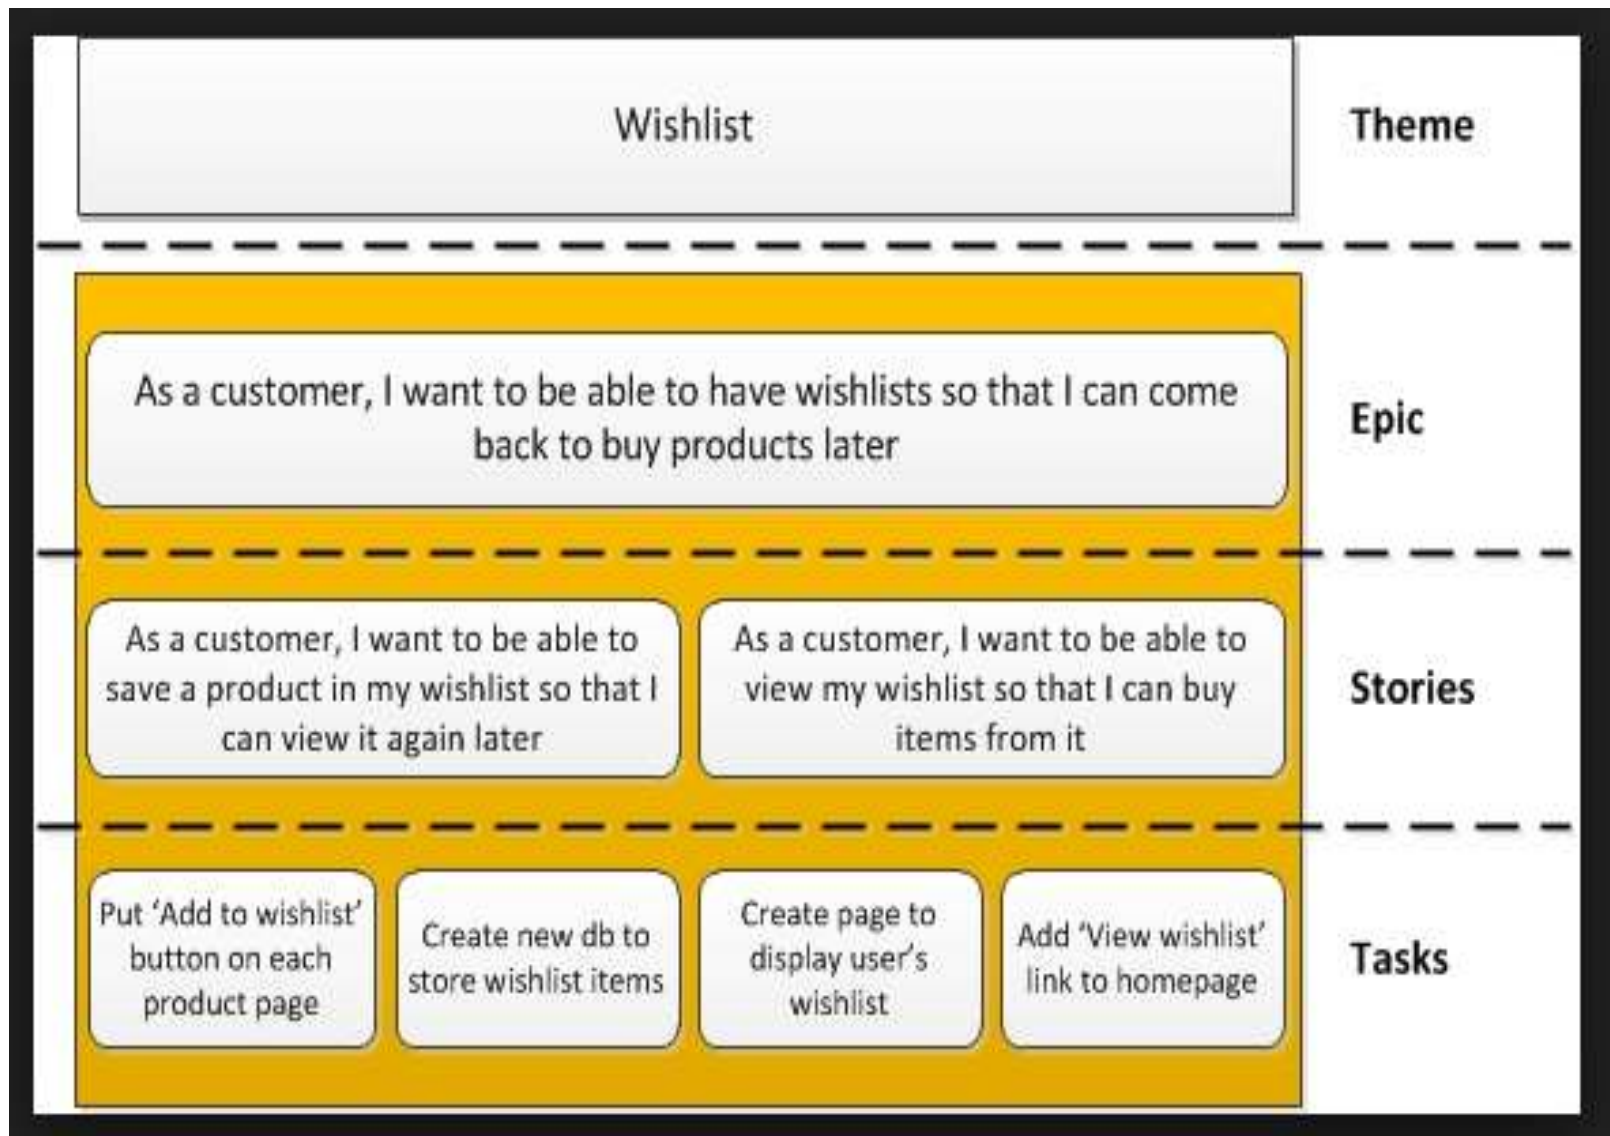 Wishlist
Theme
As a customer, I want to be able to have wishlists so that I can come
back to buy products later
Epic
As a customer, I want to be able to
save a product in my wishlist so that I
can view it again later
As a customer, I want to be able to
view my wishlist so that I can buy
items from it
Stories
Put ‘Add to wishlist’
button on each
product page
Create new db to
store wishlist items
Create page to
display user’s
wishlist
Add ‘View wishlist’
link to homepage
Tasks